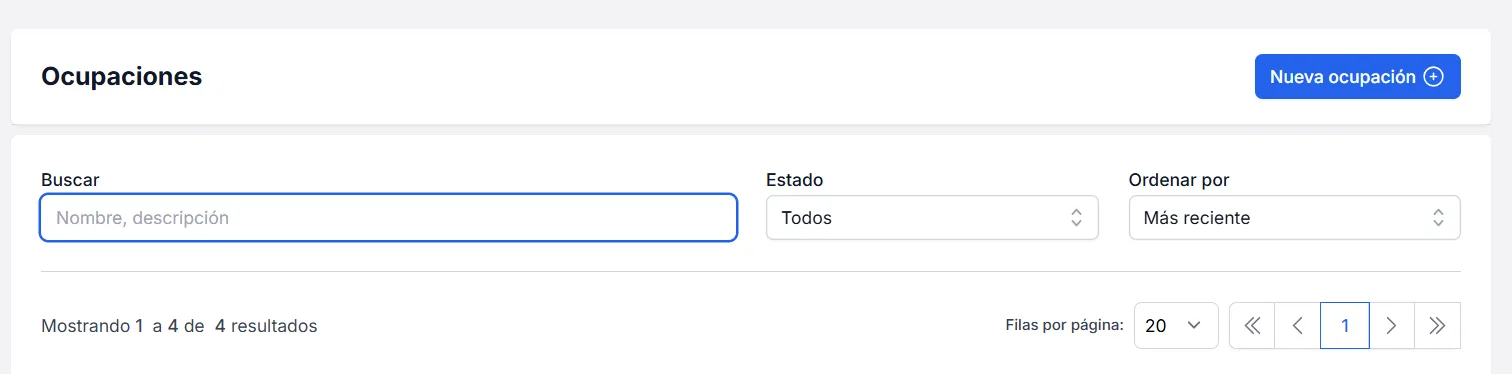 Ocupaciones
Nueva ocupación
Buscar
Estado
Ordenar por
Nombre, descripción
Todos
Más reciente
Mostrando 1 a 4 de 4 resultados
Filas por página:
20
1